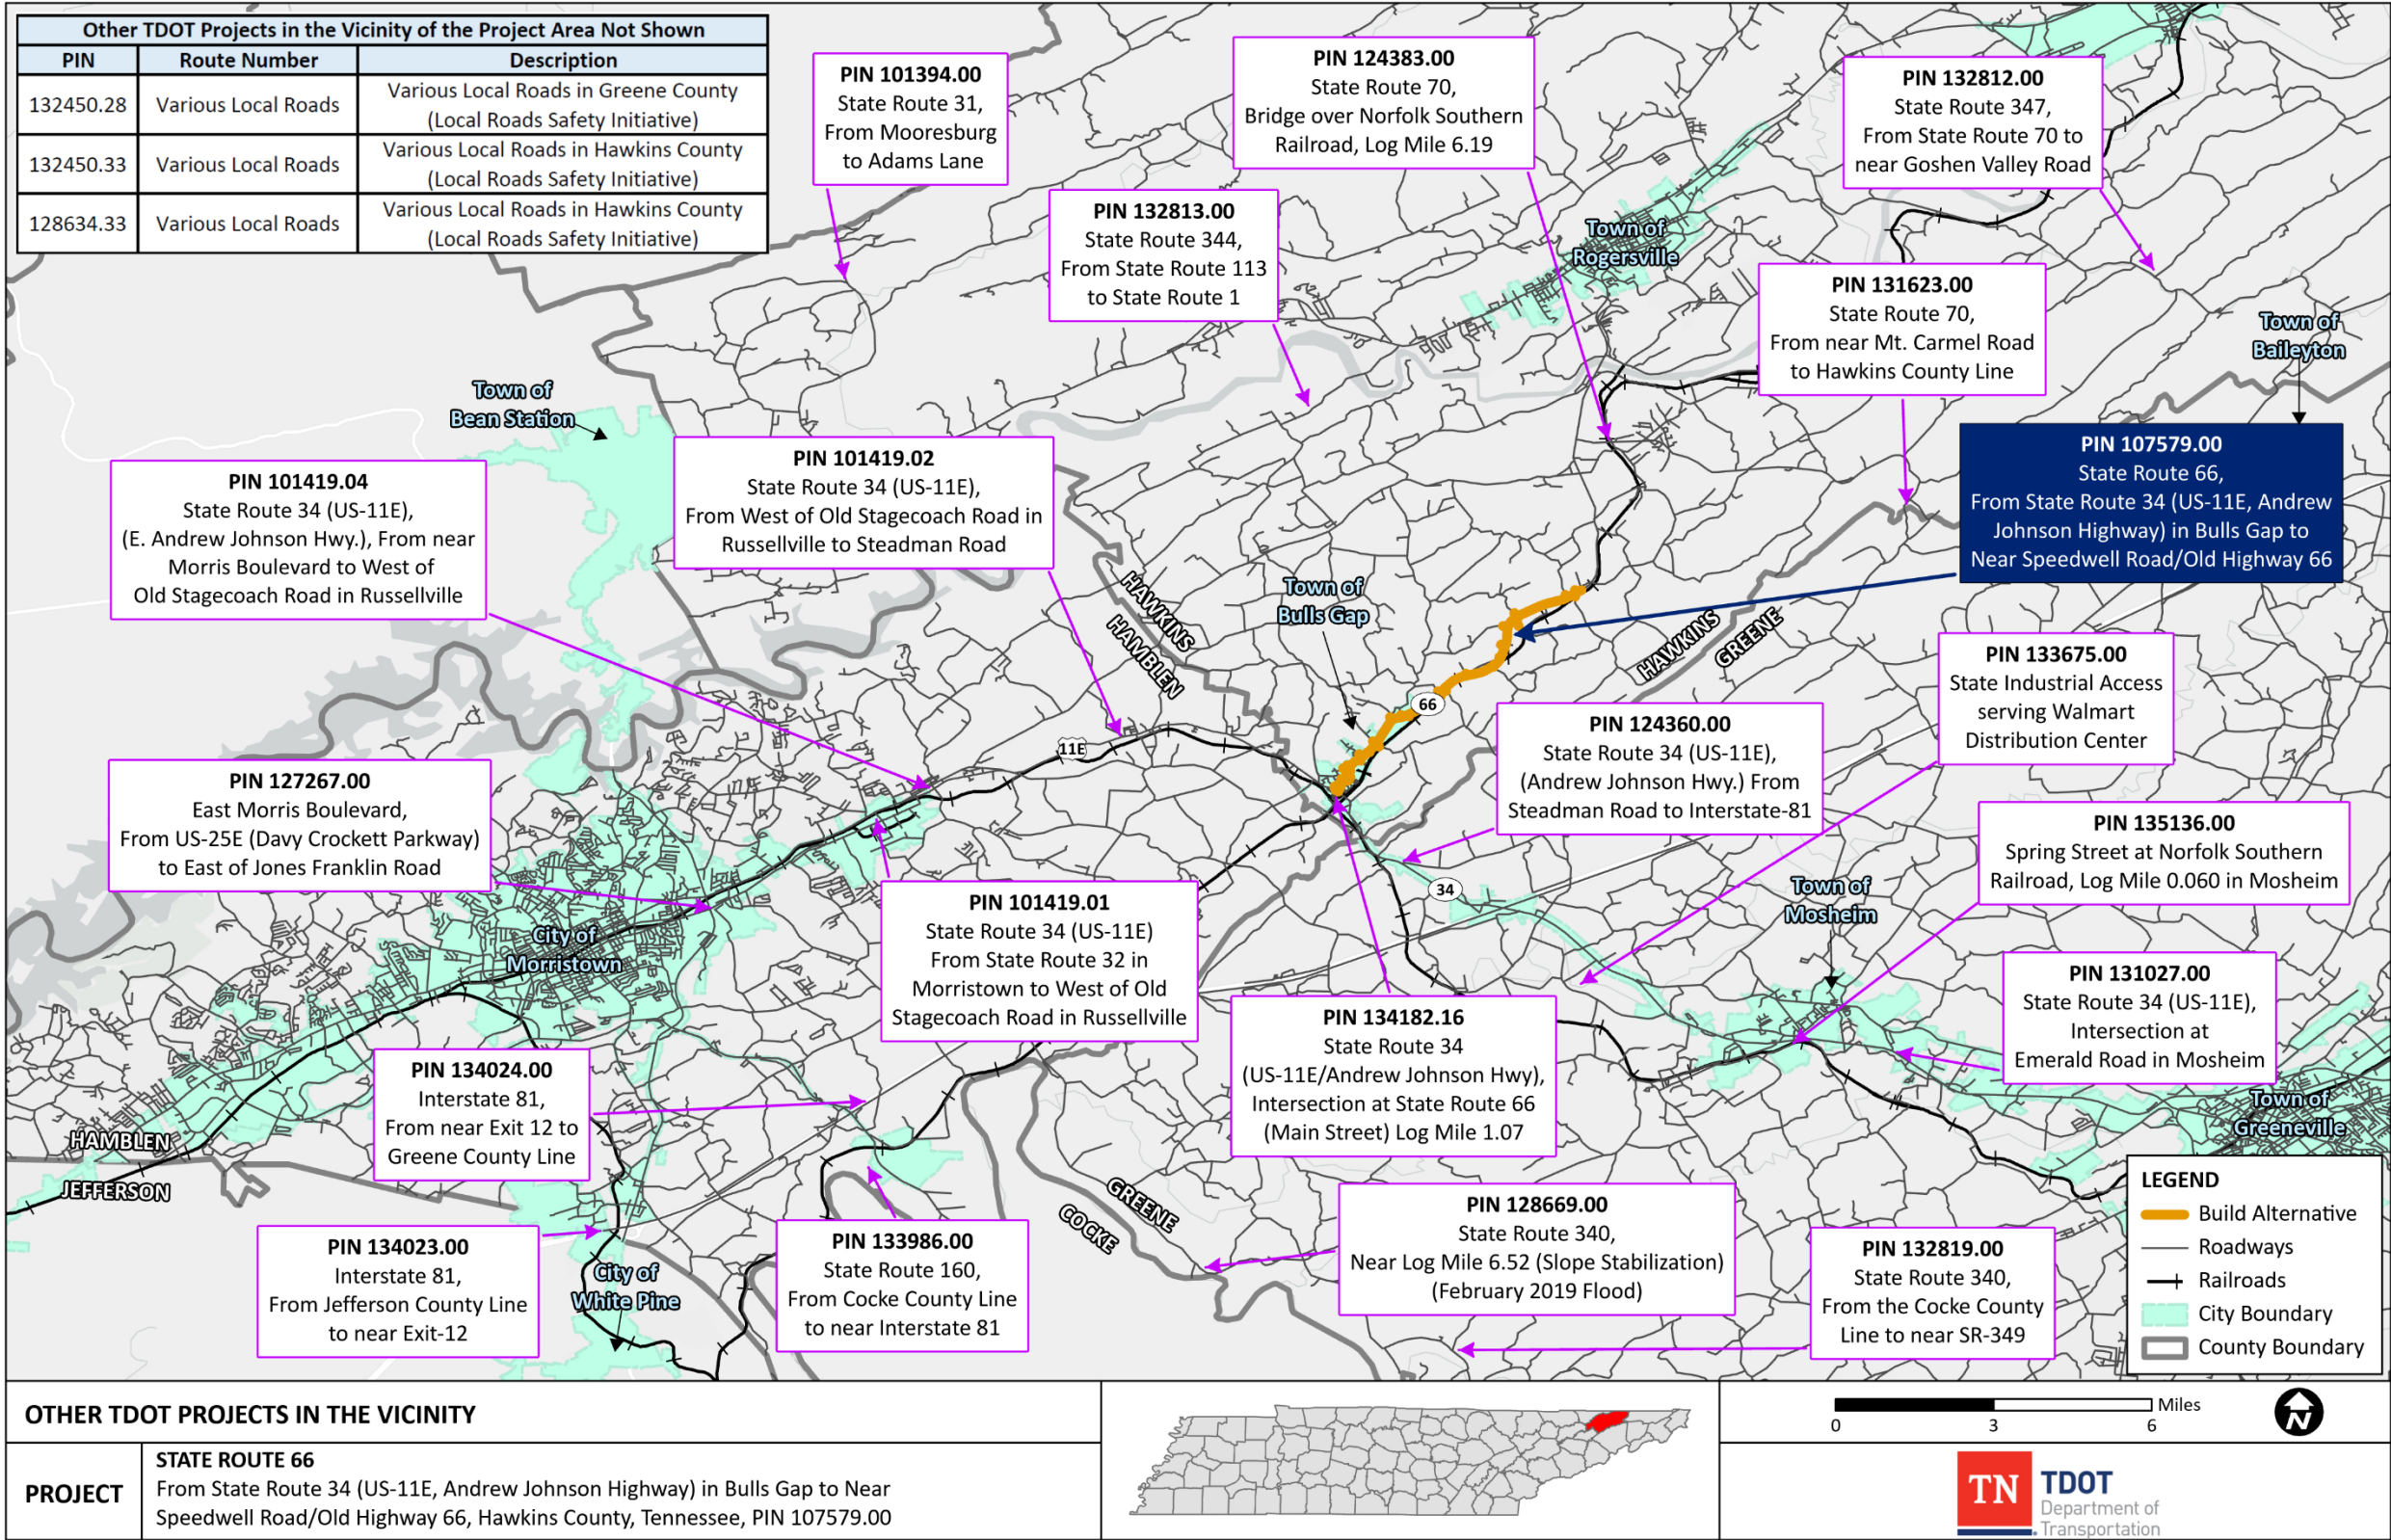 Other TDOT Projects in the Vicinity of the Project Area Not Shown
PIN Route Number Description
132450.28 Various Local Roads Various Local Roads in Greene County
(Local Roads Safety Initiative)
132450.33 Various Local Roads Various Local Roads in Hawkins County
(Local Roads Safety Initiative)
128634.33 Various Local Roads Various Local Roads in Hawkins County
(Local Roads Safety Initiative)
PIN 101394.00
State Route 31,
From Mooresburg
to Adams Lane
PIN 124383.00
State Route 70,
Bridge over Norfolk Southern
Railroad, Log Mile 6.19
PIN 132812.00
State Route 347,
From State Route 70 to
near Goshen Valley Road
PIN 132813.00
State Route 344,
From State Route 113
to State Route 1
Town of
Rogersville
PIN 131623.00
State Route 70,
From near Mt. Carmel Road
to Hawkins County Line
Town of
Baileyton
Town of
Bean Station
PIN 107579.00
State Route 66,
From State Route 34 (US-11E, Andrew
Johnson Highway) in Bulls Gap to
Near Speedwell Road/Old Highway 66
PIN 101419.04
State Route 34 (US-11E),
(E. Andrew Johnson Hwy.), From near
Morris Boulevard to West of
Old Stagecoach Road in Russellville
PIN 101419.02
State Route 34 (US-11E),
From West of Old Stagecoach Road in
Russellville to Steadman Road
HAWKINS
HAMBLEN
Town of
Bulls Gap
HAWKINS
GREENE
66
11E
PIN 133675.00
State Industrial Access
serving Walmart
Distribution Center
PIN 124360.00
State Route 34 (US-11E),
(Andrew Johnson Hwy.) From
Steadman Road to Interstate-81
PIN 127267.00
East Morris Boulevard,
From US-25E (Davy Crockett Parkway)
to East of Jones Franklin Road
PIN 135136.00
Spring Street at Norfolk Southern
Railroad, Log Mile 0.060 in Mosheim
34
Town of
Mosheim
City of
Morristown
PIN 101419.01
State Route 34 (US-11E)
From State Route 32 in
Morristown to West of Old
Stagecoach Road in Russellville
PIN 131027.00
State Route 34 (US-11E),
Intersection at
Emerald Road in Mosheim
PIN 134182.16
State Route 34
(US-11E/Andrew Johnson Hwy),
Intersection at State Route 66
(Main Street) Log Mile 1.07
PIN 134024.00
Interstate 81,
From near Exit 12 to
Greene County Line
Town of
Greeneville
HAMBLEN
JEFFERSON
GREENE
COCKE
PIN 134023.00
Interstate 81,
From Jefferson County Line
to near Exit-12
City of
White Pine
PIN 133986.00
State Route 160,
From Cocke County Line
to near Interstate 81
PIN 128669.00
State Route 340,
Near Log Mile 6.52 (Slope Stabilization)
(February 2019 Flood)
PIN 132819.00
State Route 340,
From the Cocke County
Line to near SR-349
LEGEND
Build Alternative
Roadways
Railroads
City Boundary
County Boundary
OTHER TDOT PROJECTS IN THE VICINITY
PROJECT
STATE ROUTE 66
From State Route 34 (US-11E, Andrew Johnson Highway) in Bulls Gap to Near
Speedwell Road/Old Highway 66, Hawkins County, Tennessee, PIN 107579.00
Miles
0 3 6
N
TN
TDOT
Department of
Transportation